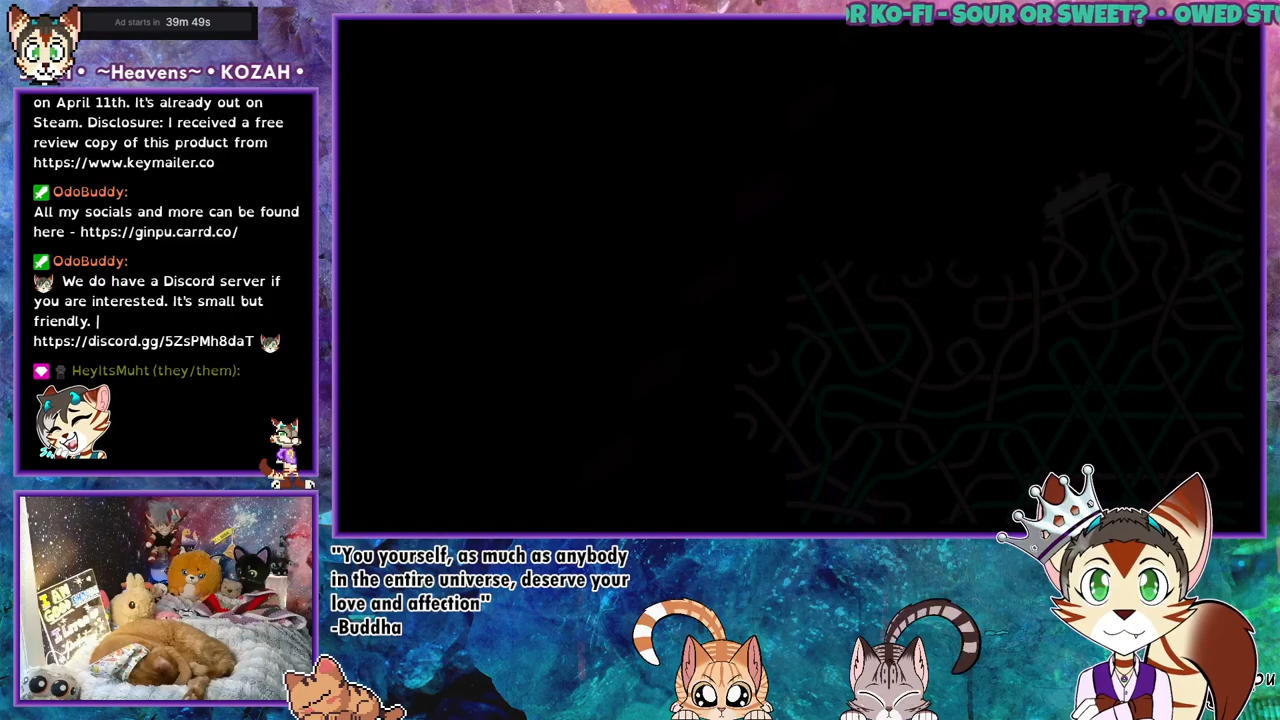 Ad starts in 39m 49s
OR KO-FI - SOUR OR SWEET? • OWED ST
• ~Heavens~ • KOZAH •
on April 11th. It's already out on
Steam. Disclosure: I received a free
review copy of this product from
https://www.keymailer.co
OdoBuddy:
All my socials and more can be found
here - https://ginpu.carrd.co/
OdoBuddy:
We do have a Discord server if
you are interested. It's small but
friendly. |
https://discord.gg/5ZsPMh8daT
HeyItsMuht (they/them):
I AM
GOOD
"You yourself, as much as anybody
in the entire universe, deserve your
love and affection"
-Buddha